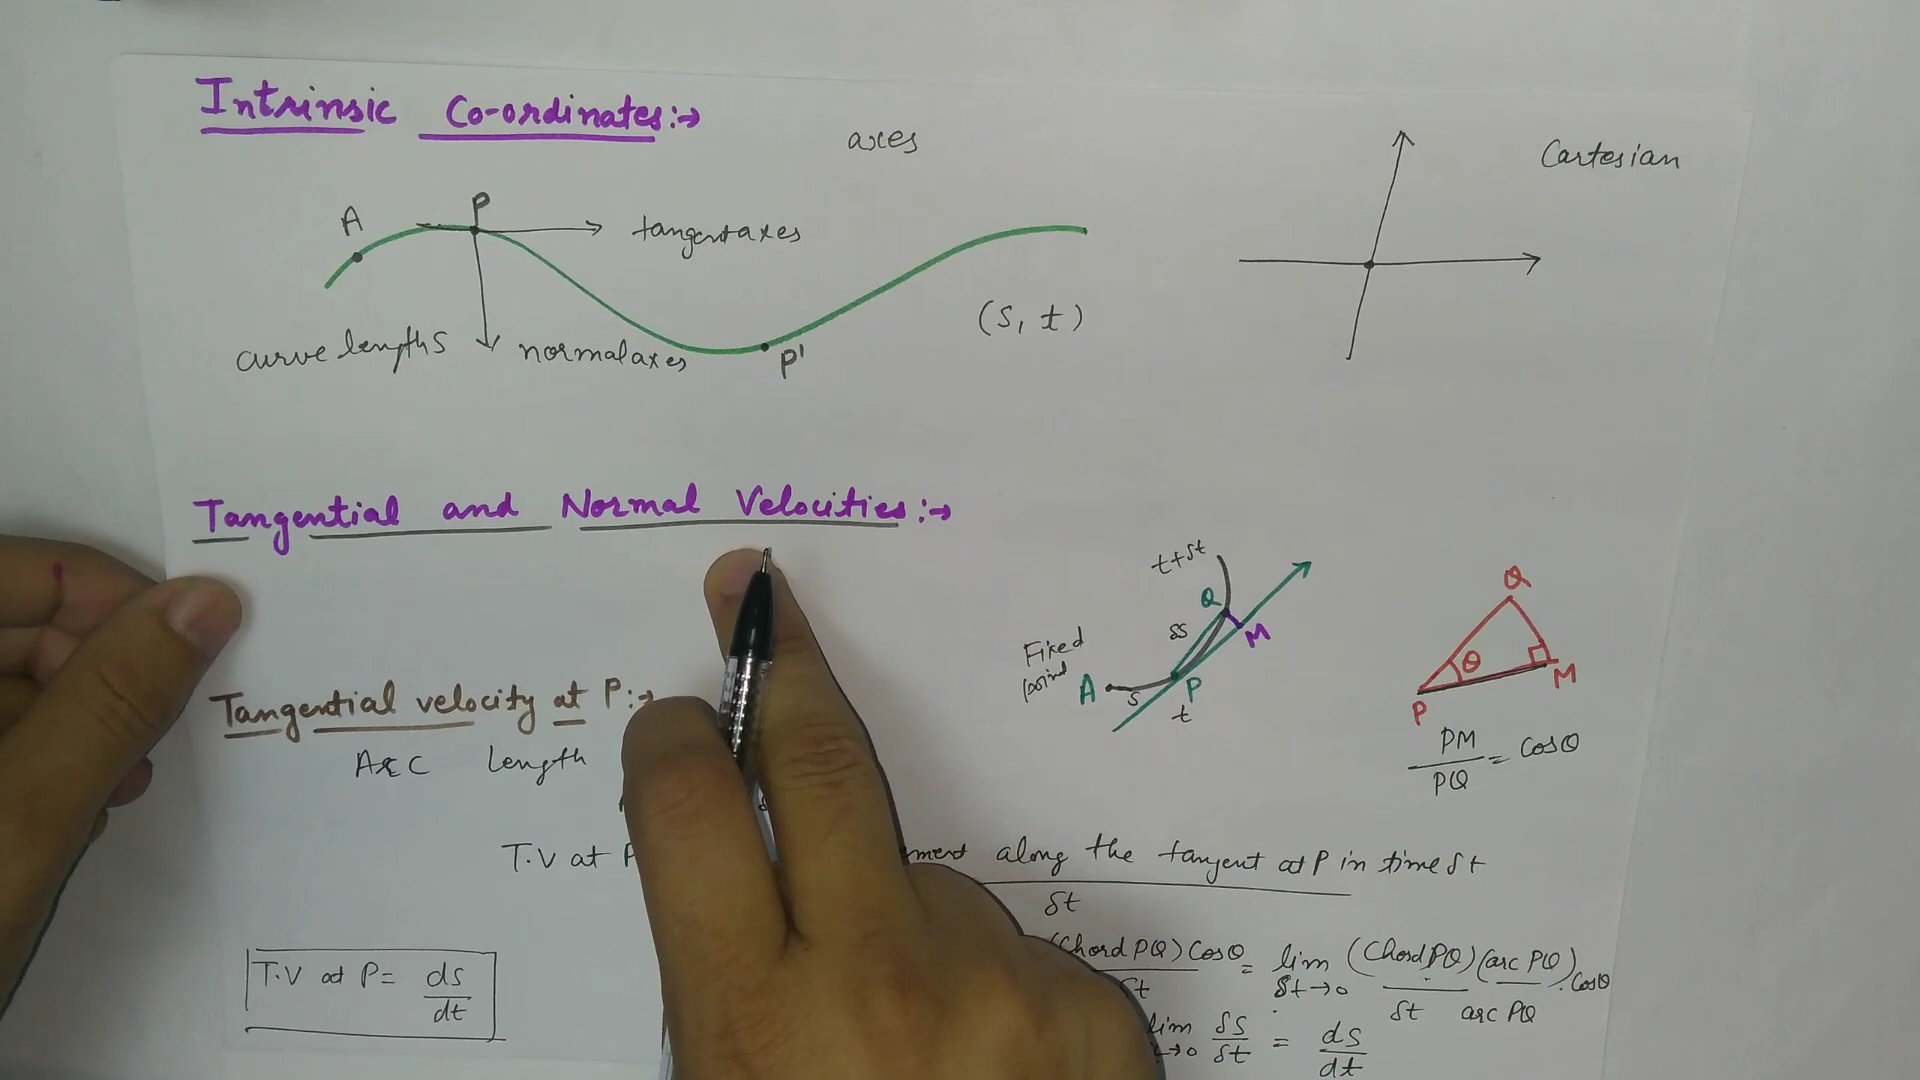 Intrinsic Co-ordinates:→
axes
Cartesian
A
P
tangent axes
(S, t)
curve length S
normal axes
P'
Tangential and Normal Velocities:→
t+δt
Q
δs
M
Fixed point
A
S
P
t
Q
θ
P
M
PM/PQ = Cosθ
Tangential velocity at P:→
Arc Length
T.V at P
along the tangent at P in time δt
δt
(Chord PQ) Cosθ / δt = lim δt→0 (Chord PQ)/δt (arc PQ)/arc PQ . Cosθ
T.V at P = ds/dt
lim δs/δt = ds/dt